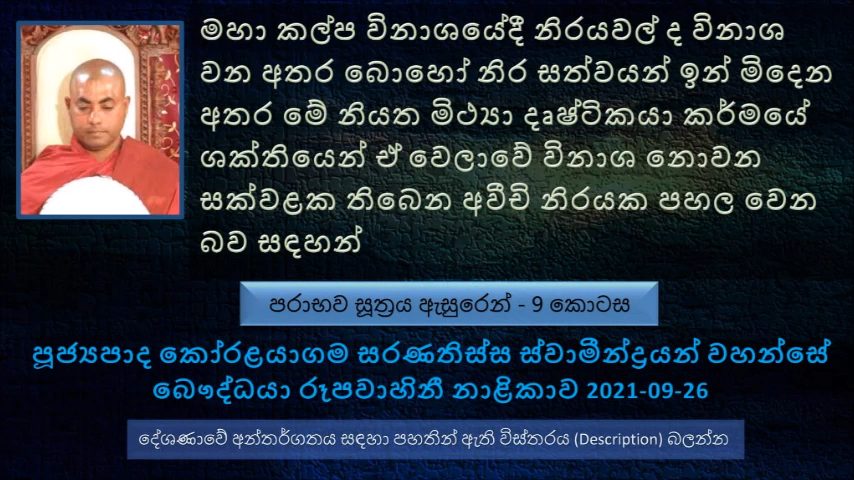 මහා කල්ප විනාශයේදී නිරයවල් ද විනාශ
වන අතර බොහෝ නිර සත්වයන් ඉන් මිදෙන
අතර මේ නියත මිථ්‍යා දෘෂ්ටිකයා කර්මයේ
ශක්තියෙන් ඒ වෙලාවේ විනාශ නොවන
සක්වළක තිබෙන අවීචි නිරයක පහල වෙන
බව සඳහන්
පරාභව සූත්‍රය ඇසුරෙන් - 9 කොටස
පූජ්‍යපාද කෝරළයාගම සරණතිස්ස ස්වාමීන්ද්‍රයන් වහන්සේ
බෞද්ධයා රූපවාහිනී නාළිකාව 2021-09-26
දේශණාවේ අන්තර්ගතය සඳහා පහතින් ඇති විස්තරය (Description) බලන්න